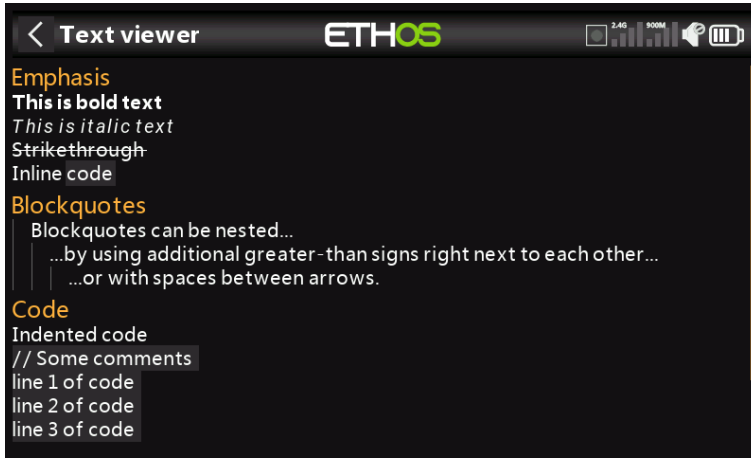 Text viewer
ETHOS
2.4G
900M
Emphasis
This is bold text
This is italic text
Strikethrough
Inline code
Blockquotes
Blockquotes can be nested...
...by using additional greater-than signs right next to each other...
...or with spaces between arrows.
Code
Indented code
// Some comments
line 1 of code
line 2 of code
line 3 of code